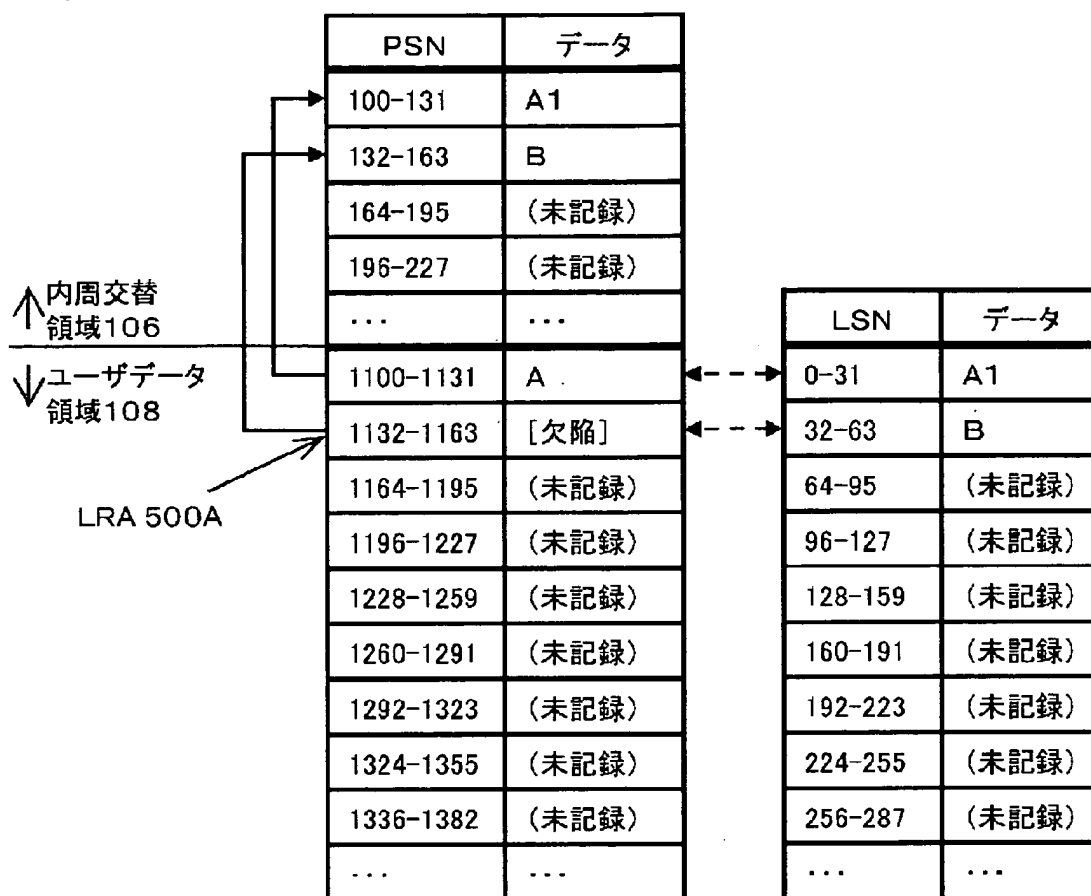 PSN データ
100-131 A1
132-163 B
164-195 (未記録)
196-227 (未記録)
... ...
1100-1131 A
1132-1163 [欠陥]
1164-1195 (未記録)
1196-1227 (未記録)
1228-1259 (未記録)
1260-1291 (未記録)
1292-1323 (未記録)
1324-1355 (未記録)
1336-1382 (未記録)
... ...
内周交替
領域106
ユーザデータ
領域108
LRA 500A
LSN データ
0-31 A1
32-63 B
64-95 (未記録)
96-127 (未記録)
128-159 (未記録)
160-191 (未記録)
192-223 (未記録)
224-255 (未記録)
256-287 (未記録)
... ...